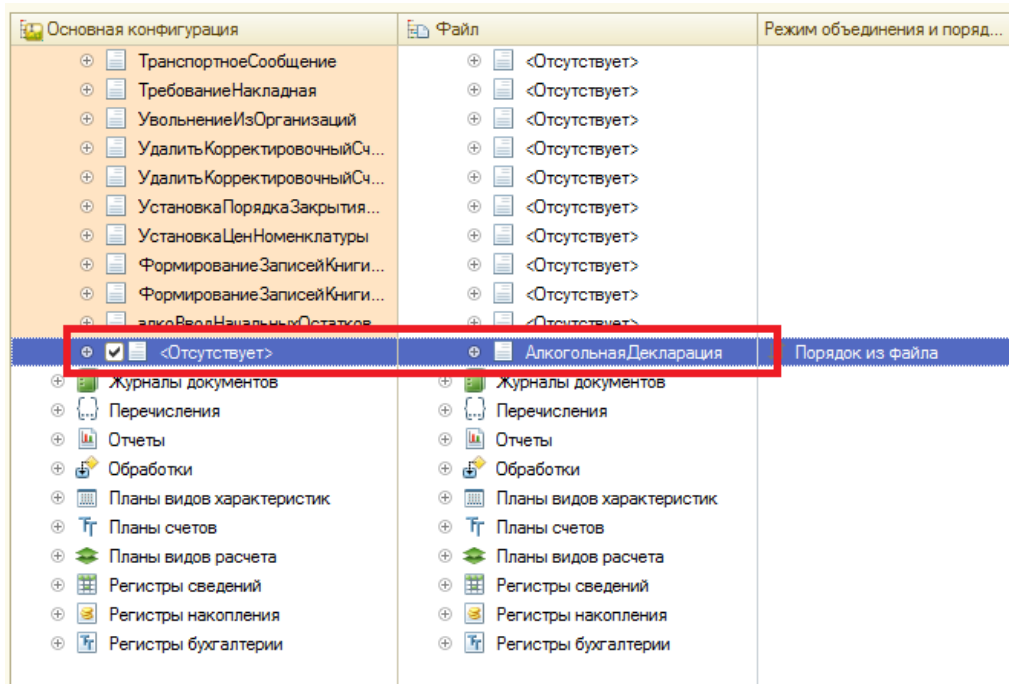 Основная конфигурация Файл Режим объединения и поряд...
ТранспортноеСообщение <Отсутствует>
ТребованиеНакладная <Отсутствует>
УвольнениеИзОрганизаций <Отсутствует>
УдалитьКорректировочныйСч... <Отсутствует>
УдалитьКорректировочныйСч... <Отсутствует>
УстановкаПорядкаЗакрытия... <Отсутствует>
УстановкаЦенНоменклатуры <Отсутствует>
ФормированиеЗаписейКниги... <Отсутствует>
ФормированиеЗаписейКниги... <Отсутствует>
алкоВводНачальныхОстатков <Отсутствует>
<Отсутствует> АлкогольнаяДекларация Порядок из файла
Журналы документов Журналы документов
Перечисления Перечисления
Отчеты Отчеты
Обработки Обработки
Планы видов характеристик Планы видов характеристик
Планы счетов Планы счетов
Планы видов расчета Планы видов расчета
Регистры сведений Регистры сведений
Регистры накопления Регистры накопления
Регистры бухгалтерии Регистры бухгалтерии